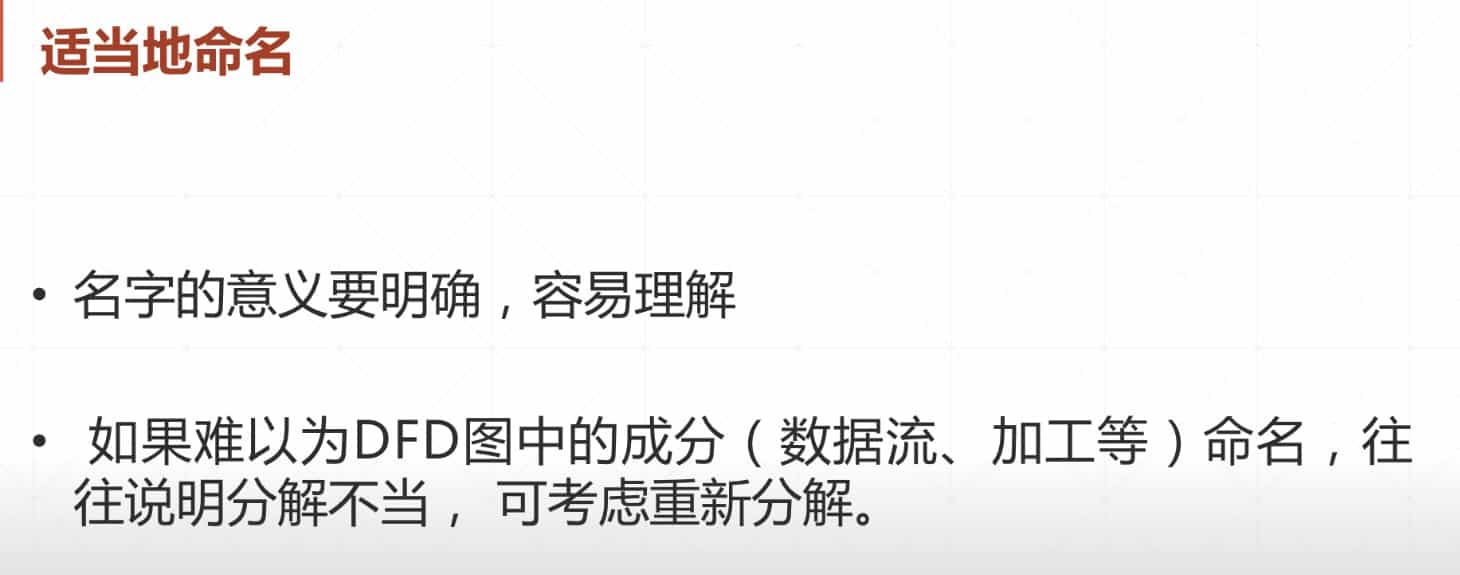 适当地命名
• 名字的意义要明确，容易理解
• 如果难以为DFD图中的成分（数据流、加工等）命名，往
往说明分解不当， 可考虑重新分解。